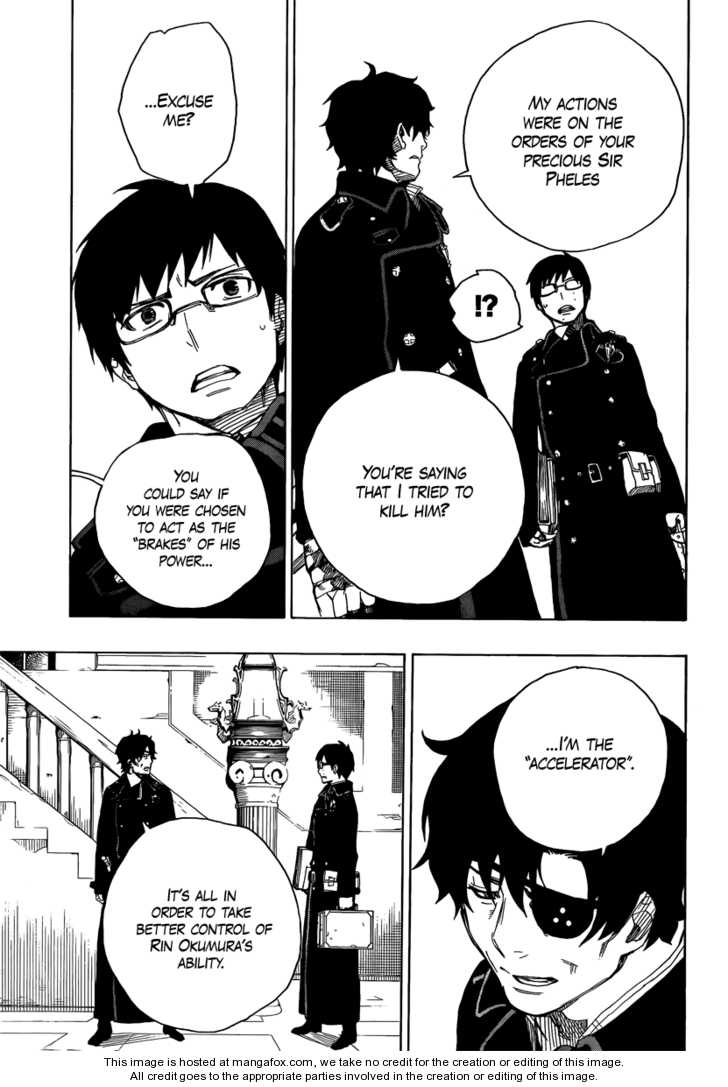 MY ACTIONS
WERE ON THE
ORDERS OF YOUR
PRECIOUS SIR
PHELES
!?
YOU'RE SAYING
THAT I TRIED TO
KILL HIM?
...EXCUSE
ME?
YOU
COULD SAY IF
YOU WERE CHOSEN
TO ACT AS THE
"BRAKES" OF HIS
POWER...
...I'M THE
"ACCELERATOR".
IT'S ALL IN
ORDER TO TAKE
BETTER CONTROL OF
RIN OKUMURA'S
ABILITY.
This image is hosted at mangafox.com, we take no credit for the creation or editing of this image.
All credit goes to the appropriate parties involved in the creation or editing of this image.